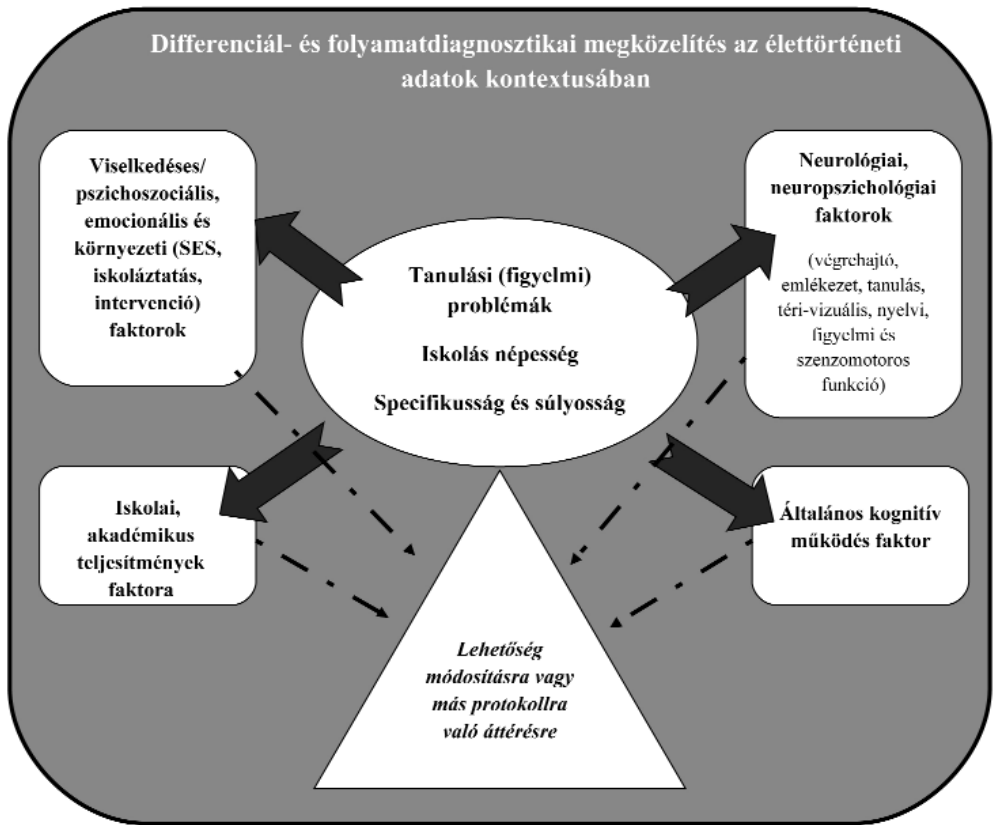 Differenciál- és folyamatdiagnosztikai megközelítés az élettörténeti
adatok kontextusában
Viselkedéses/
pszichoszociális,
emocionális és
környezeti (SES,
iskoláztatás,
intervenció)
faktorok
Neurológiai,
neuropszichológiai
faktorok
(végrehajtó,
emlékezet, tanulás,
téri-vizuális, nyelvi,
figyelmi és
szenzomotoros
funkció)
Tanulási (figyelmi)
problémák
Iskolás népesség
Specifikusság és súlyosság
Iskolai,
akadémikus
teljesítmények
faktora
Általános kognitív
működés faktor
Lehetőség
módosításra vagy
más protokollra
való áttérésre